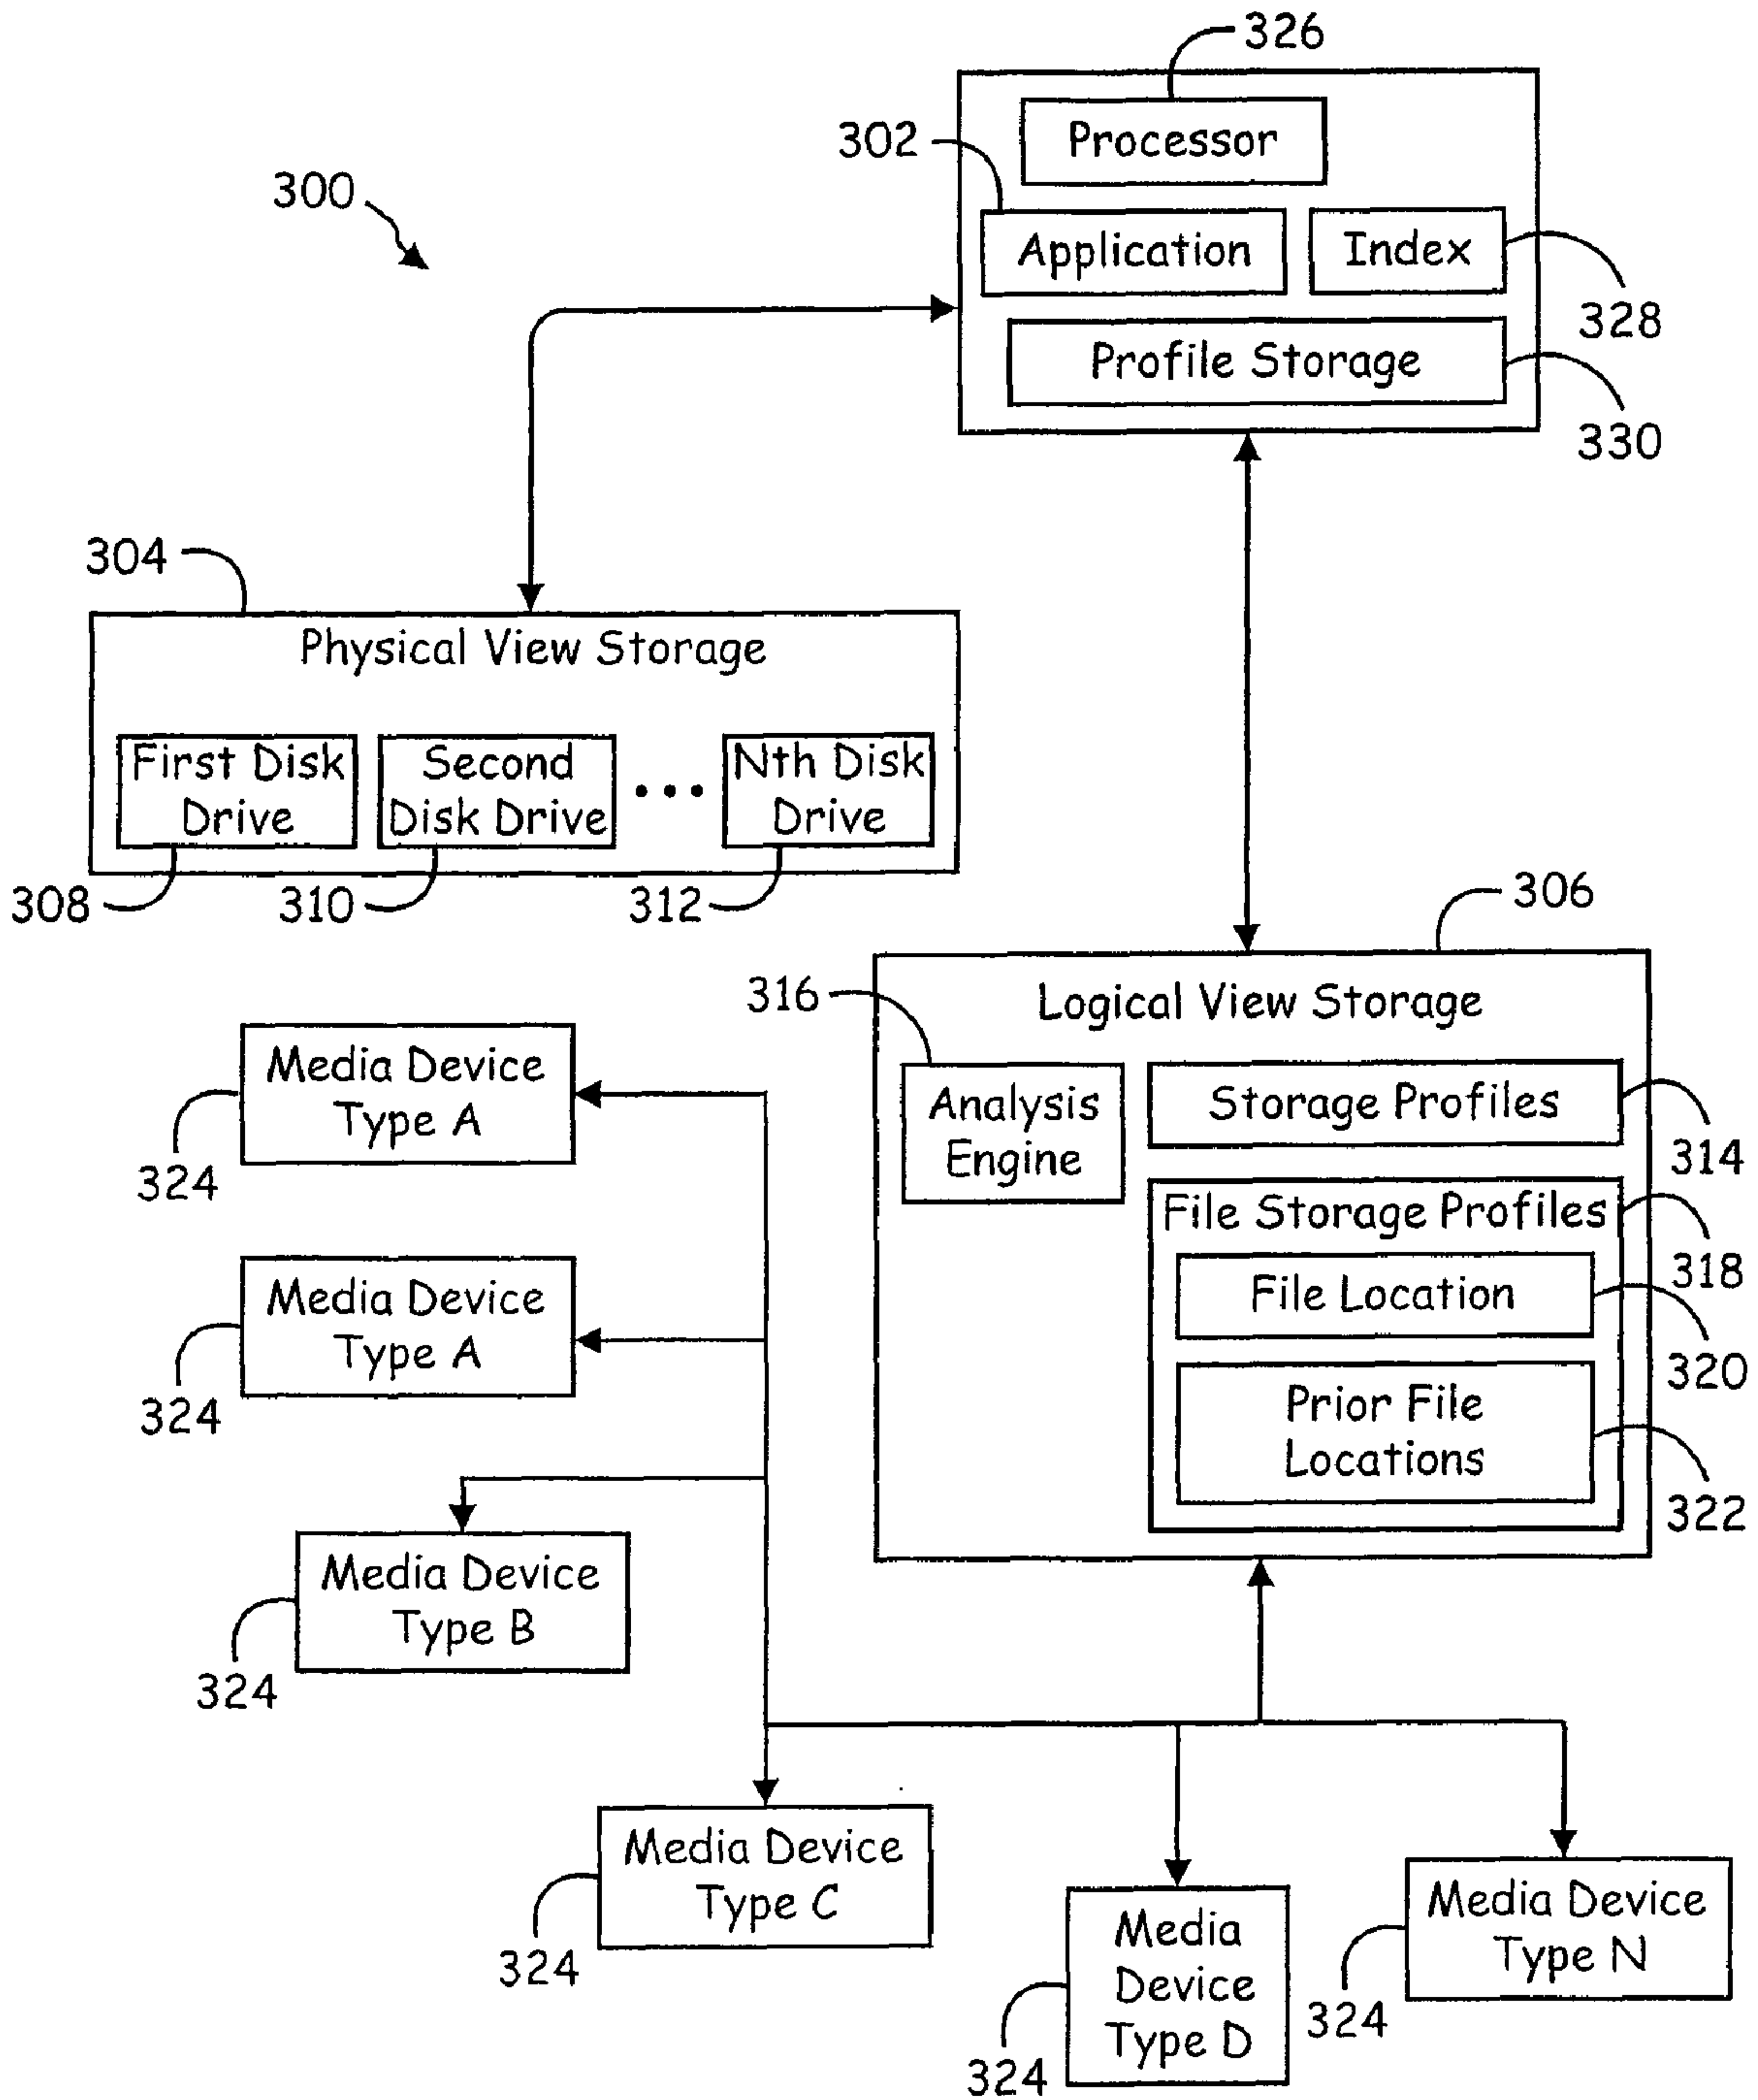 326
Processor
302
300
Application
Index
328
Profile Storage
330
304
Physical View Storage
First Disk
Drive
Second
Disk Drive
Nth Disk
Drive
308
310
312
306
316
Logical View Storage
Media Device
Type A
324
Analysis
Engine
Storage Profiles
314
File Storage Profiles
318
File Location
320
Prior File
Locations
322
Media Device
Type A
324
Media Device
Type B
324
Media Device
Type C
324
Media
Device
Type D
324
Media Device
Type N
324